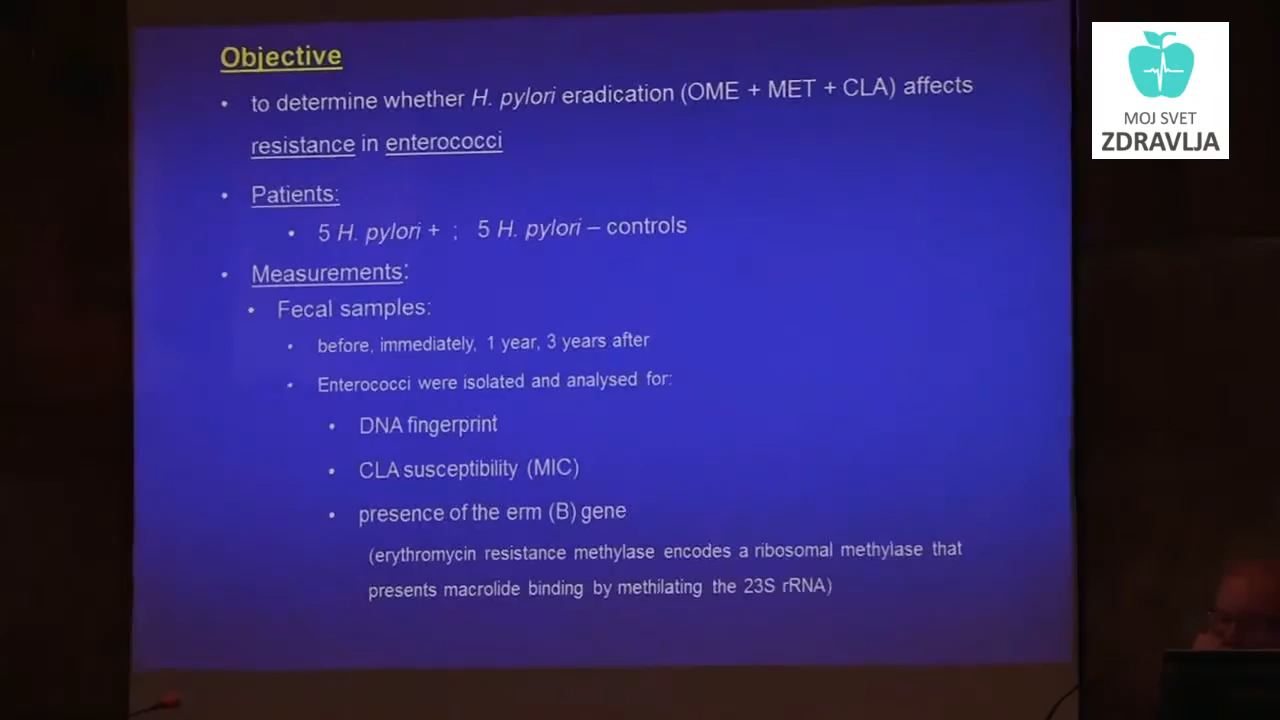 Objective
• to determine whether H. pylori eradication (OME + MET + CLA) affects
resistance in enterococci
• Patients:
• 5 H. pylori + ; 5 H. pylori – controls
• Measurements:
• Fecal samples:
• before, immediately, 1 year, 3 years after
• Enterococci were isolated and analysed for:
• DNA fingerprint
• CLA susceptibility (MIC)
• presence of the erm (B) gene
(erythromycin resistance methylase encodes a ribosomal methylase that
presents macrolide binding by methilating the 23S rRNA)
MOJ SVET
ZDRAVLJA